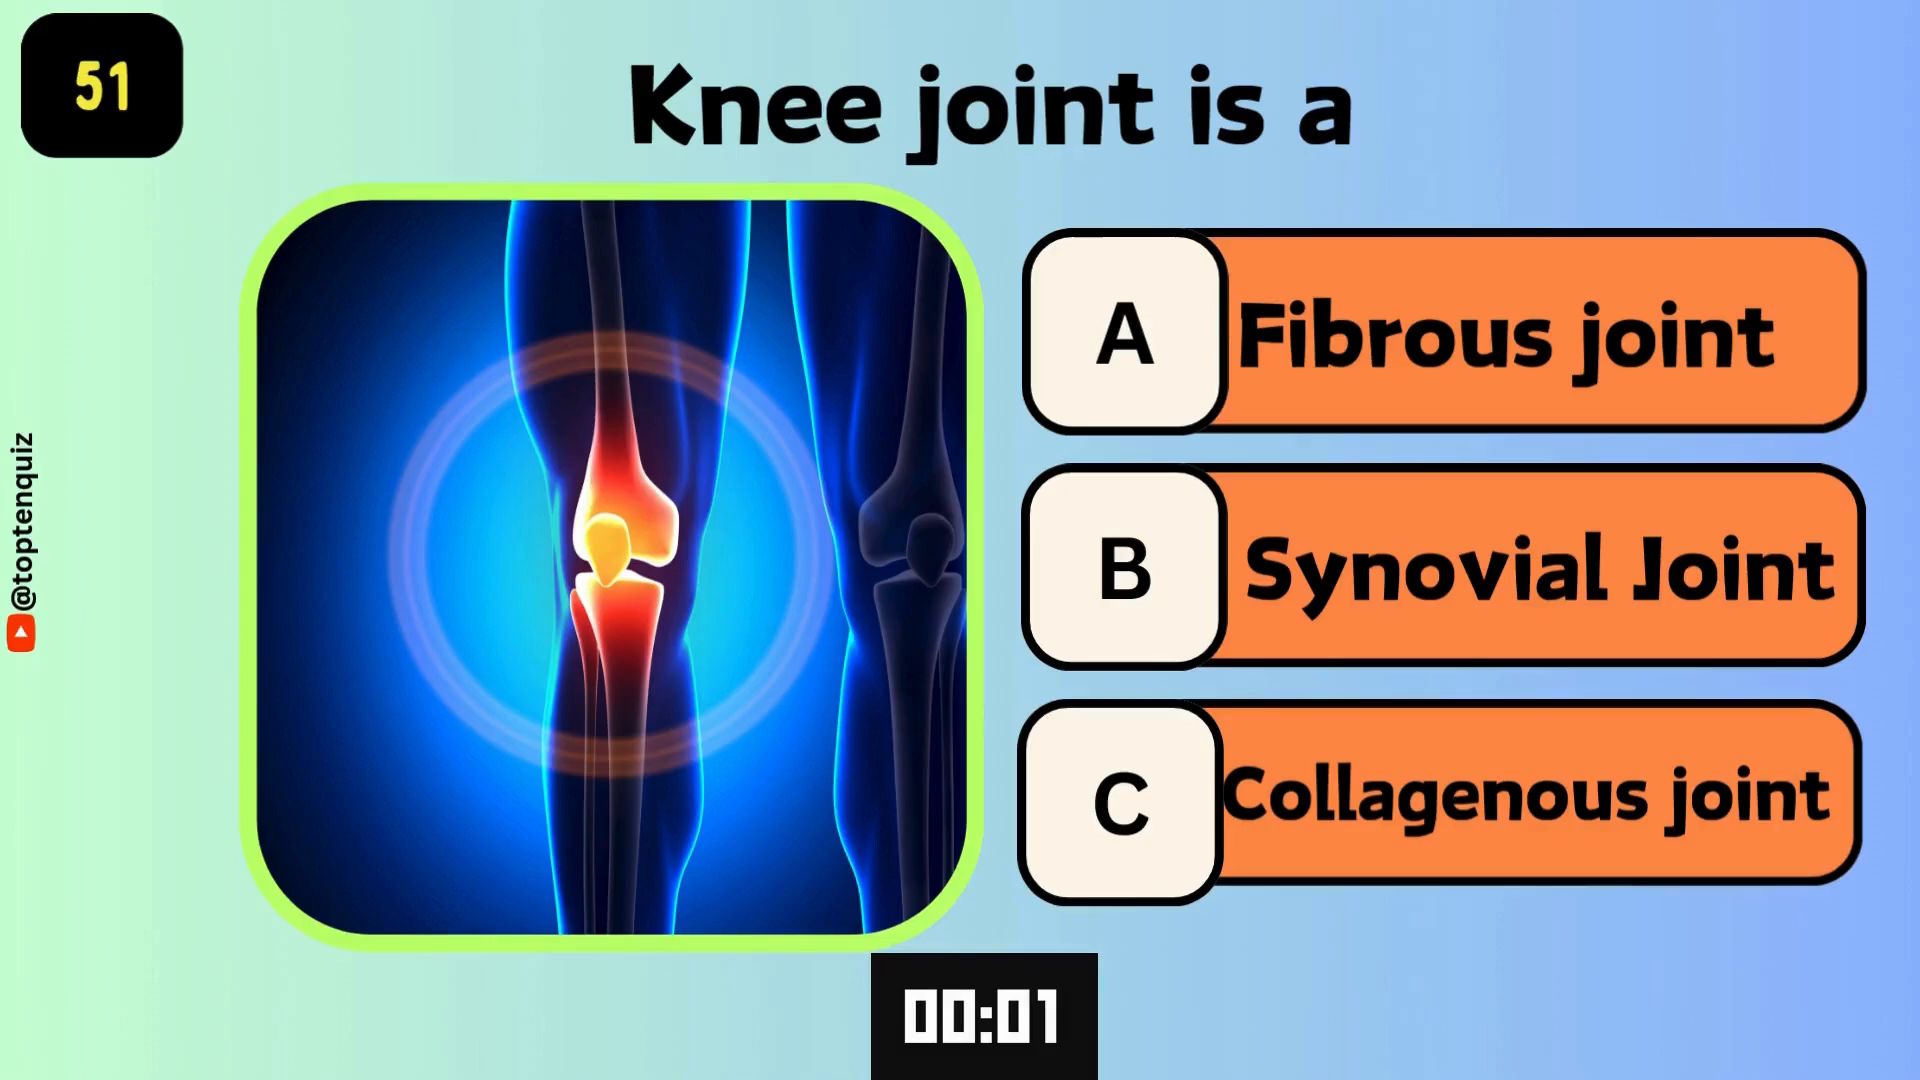 51
Knee joint is a
A
Fibrous joint
B
Synovial Joint
C
Collagenous joint
@toptenquiz
00:01